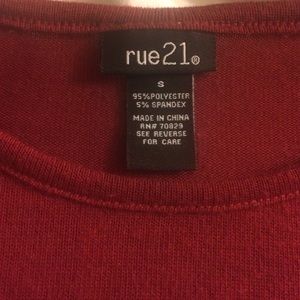 rue21®
S
95%POLYESTER
5% SPANDEX
MADE IN CHINA
RN# 70829
SEE REVERSE
FOR CARE